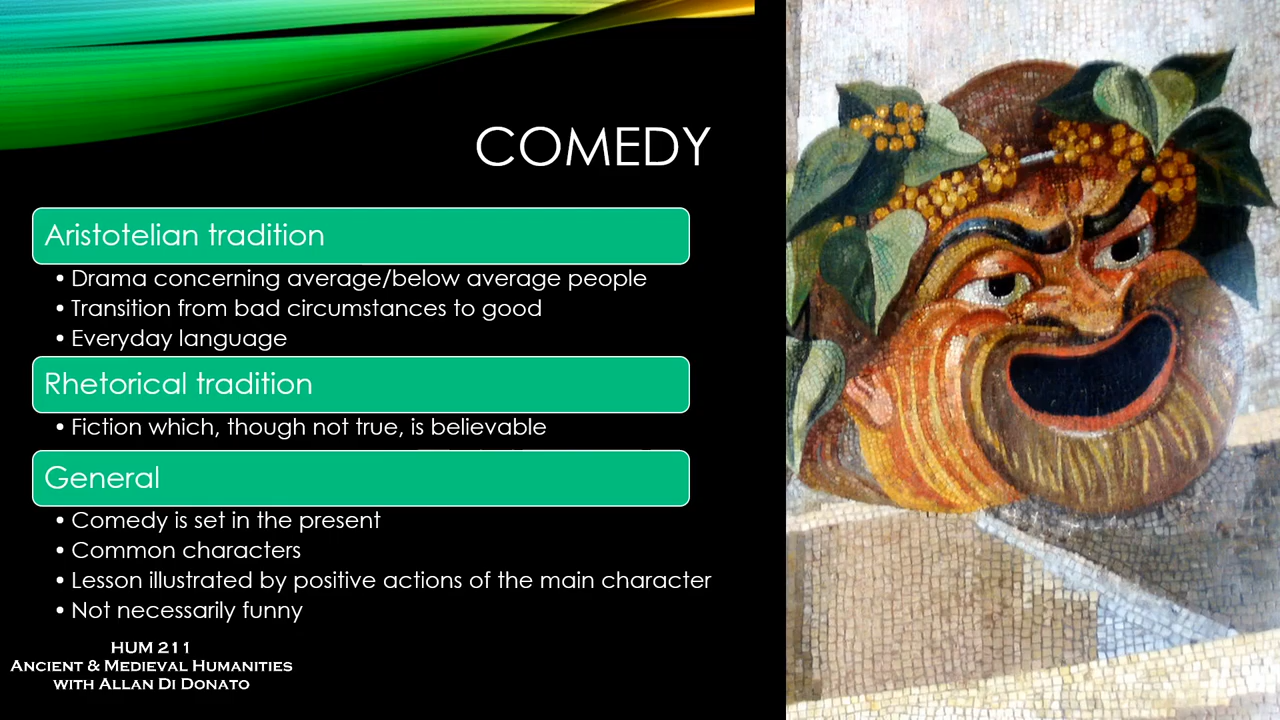 COMEDY
Aristotelian tradition
• Drama concerning average/below average people
• Transition from bad circumstances to good
• Everyday language
Rhetorical tradition
• Fiction which, though not true, is believable
General
• Comedy is set in the present
• Common characters
• Lesson illustrated by positive actions of the main character
• Not necessarily funny
HUM 211
Ancient & Medieval Humanities
with Allan Di Donato